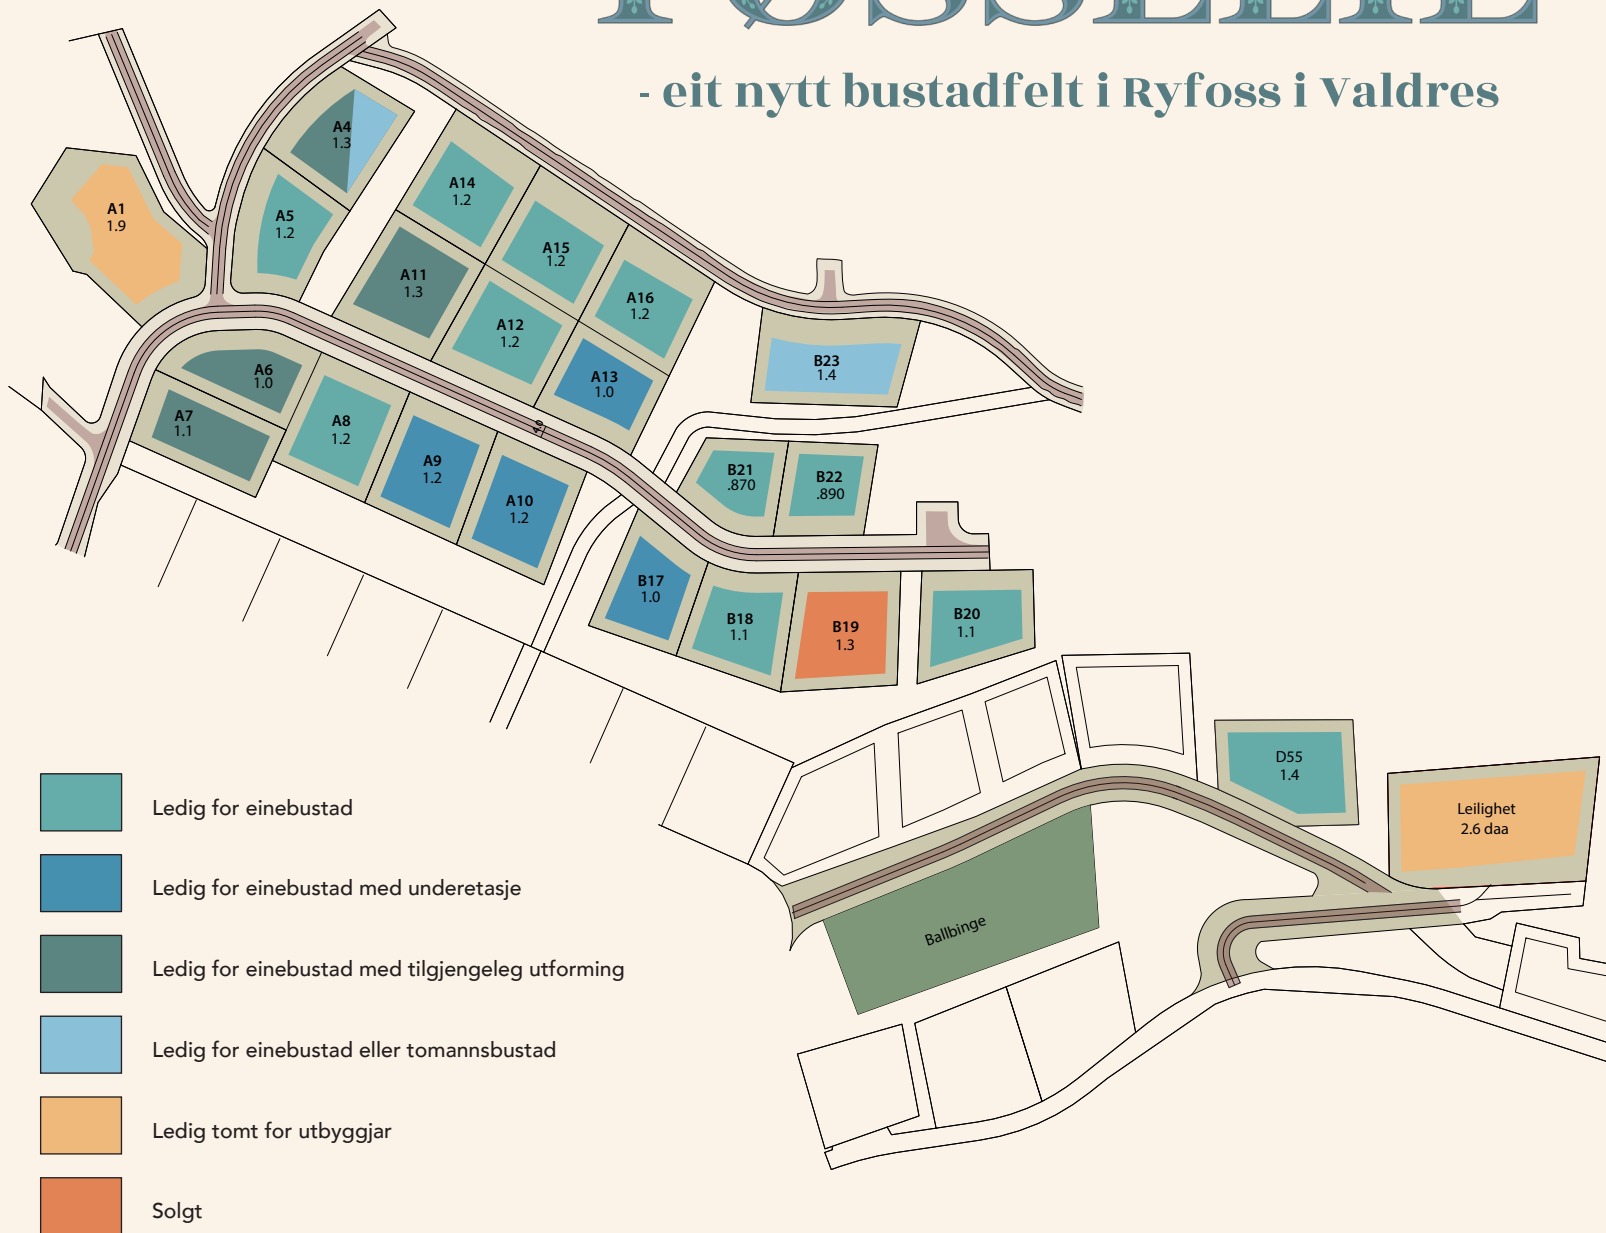 - eit nytt bustadfelt i Ryfoss i Valdres
A4
1.3
A1
1.9
A5
1.2
A14
1.2
A15
1.2
A11
1.3
A16
1.2
A12
1.2
A13
1.0
B23
1.4
A6
1.0
A7
1.1
A8
1.2
4.0
A9
1.2
A10
1.2
B21
.870
B22
.890
B17
1.0
B18
1.1
B19
1.3
B20
1.1
D55
1.4
Leilighet
2.6 daa
Ballbinge
Ledig for einebustad
Ledig for einebustad med underetasje
Ledig for einebustad med tilgjengeleg utforming
Ledig for einebustad eller tomannsbustad
Ledig tomt for utbyggjar
Solgt